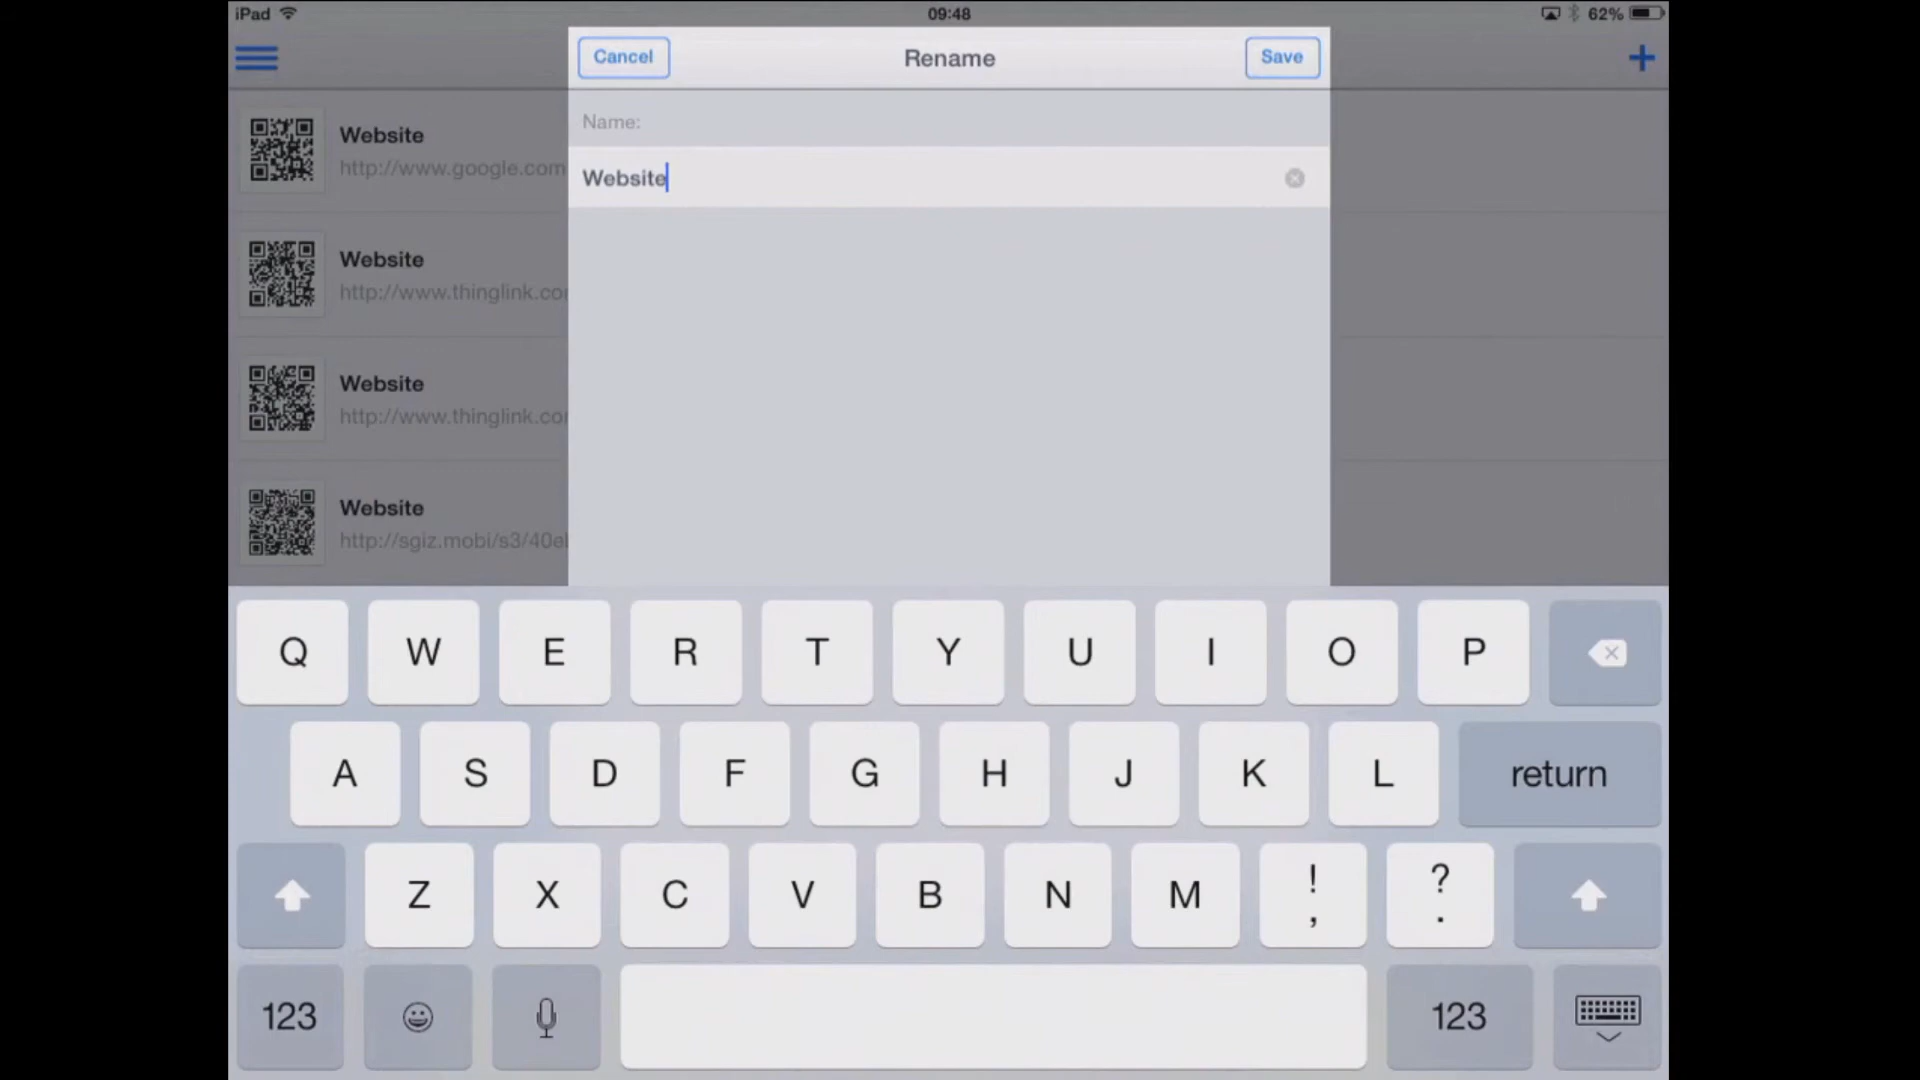 iPad 09:48 62%
Cancel Rename Save
Name:
Website
Website
http://www.google.com
Website
http://www.thinglink.co
Website
http://www.thinglink.co
Website
http://sgiz.mobi/s3/40e
Q W E R T Y U I O P
A S D F G H J K L return
Z X C V B N M ! , ? .
123 123